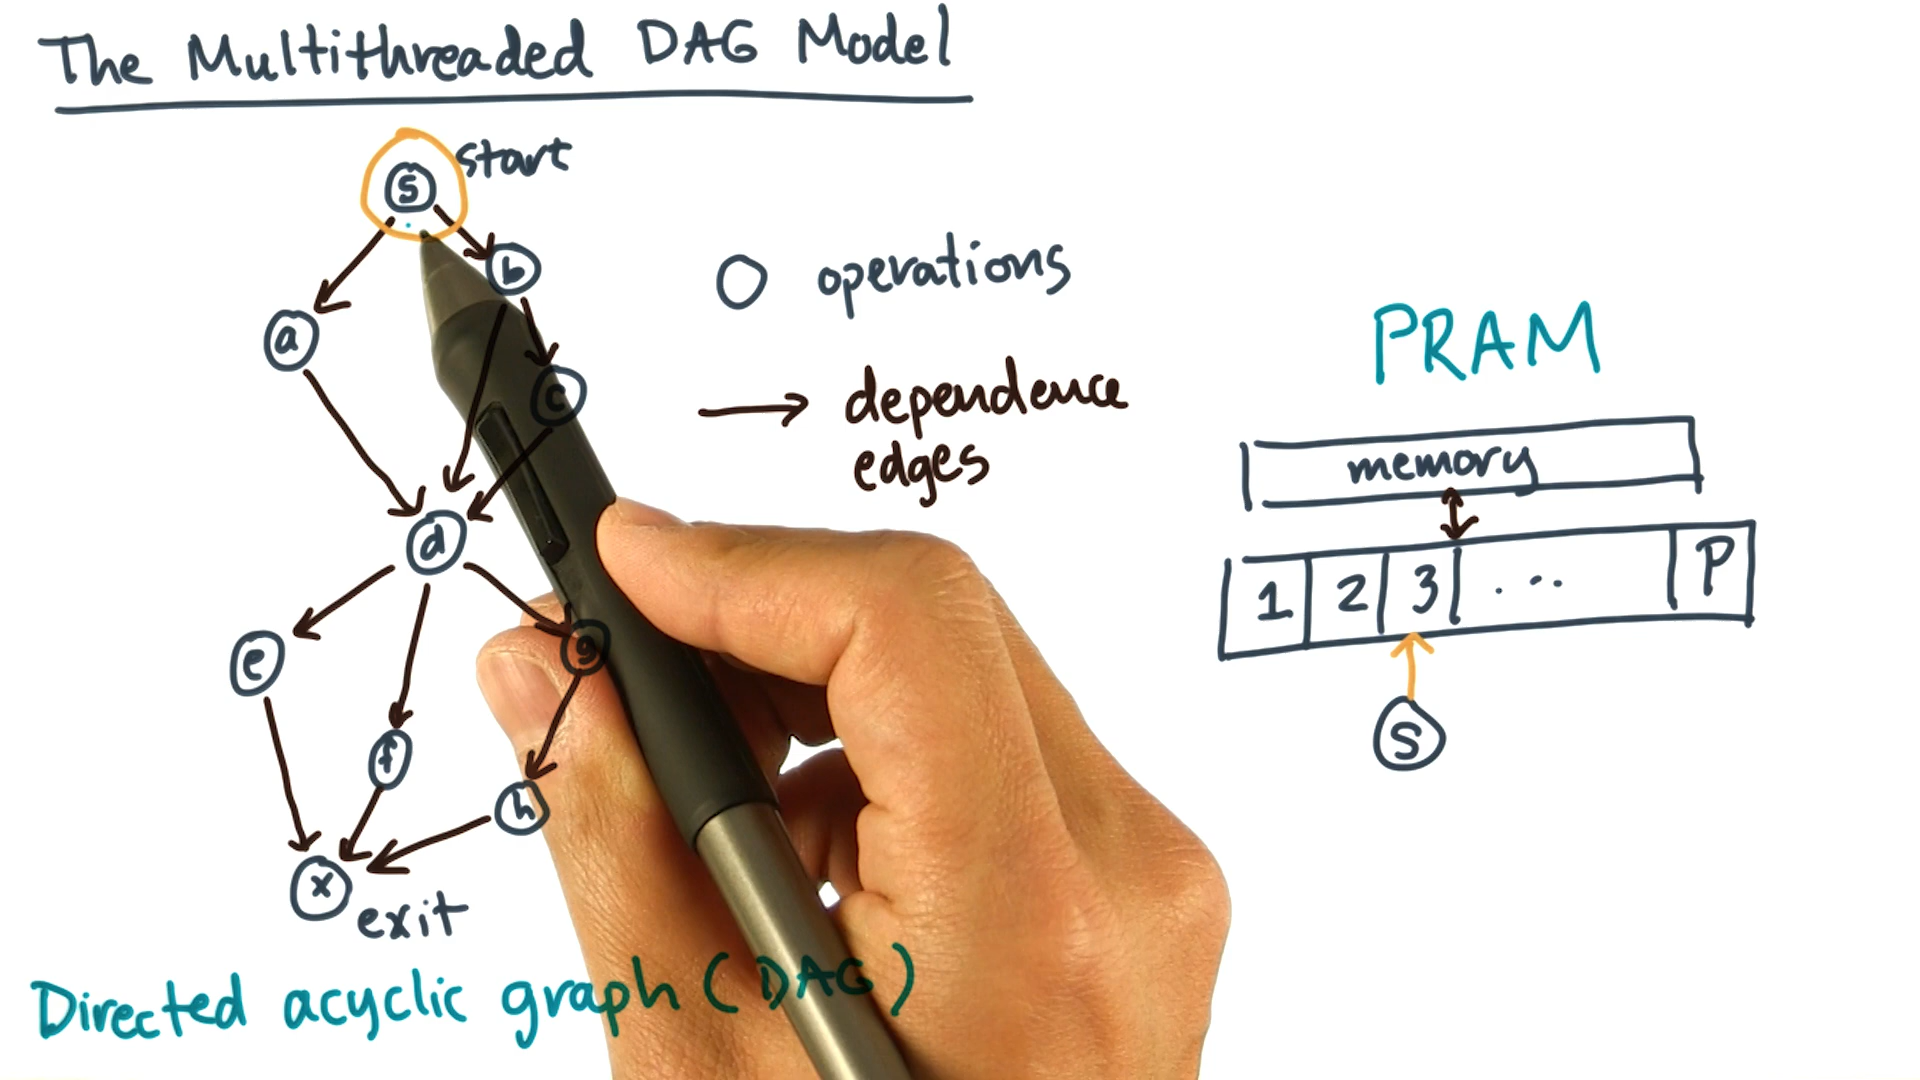 The Multithreaded DAG Model
S start
b
a
c
d
e
g
f
h
x exit
operations
dependence
edges
PRAM
memory
1 2 3 ... P
S
Directed acyclic graph (DAG)